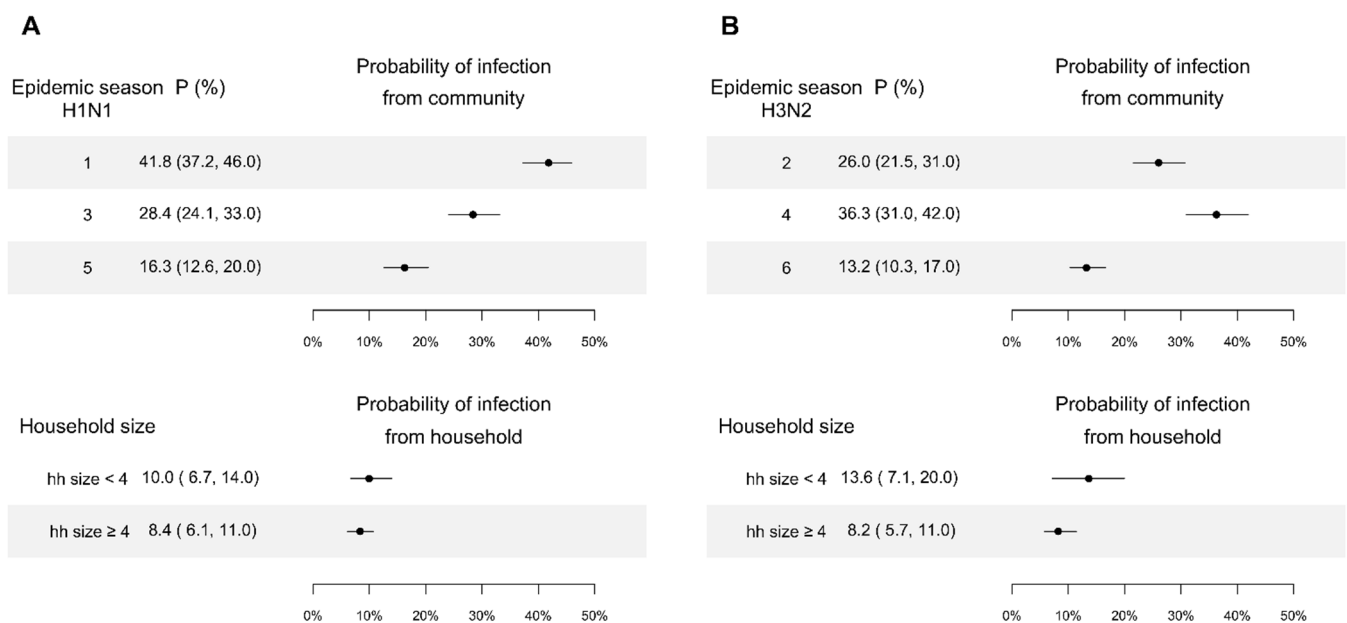 A
Epidemic season P (%)
H1N1
Probability of infection
from community
1 41.8 (37.2, 46.0)
3 28.4 (24.1, 33.0)
5 16.3 (12.6, 20.0)
0% 10% 20% 30% 40% 50%
Household size
Probability of infection
from household
hh size < 4 10.0 ( 6.7, 14.0)
hh size ≥ 4 8.4 ( 6.1, 11.0)
0% 10% 20% 30% 40% 50%
B
Epidemic season P (%)
H3N2
Probability of infection
from community
2 26.0 (21.5, 31.0)
4 36.3 (31.0, 42.0)
6 13.2 (10.3, 17.0)
0% 10% 20% 30% 40% 50%
Household size
Probability of infection
from household
hh size < 4 13.6 ( 7.1, 20.0)
hh size ≥ 4 8.2 ( 5.7, 11.0)
0% 10% 20% 30% 40% 50%